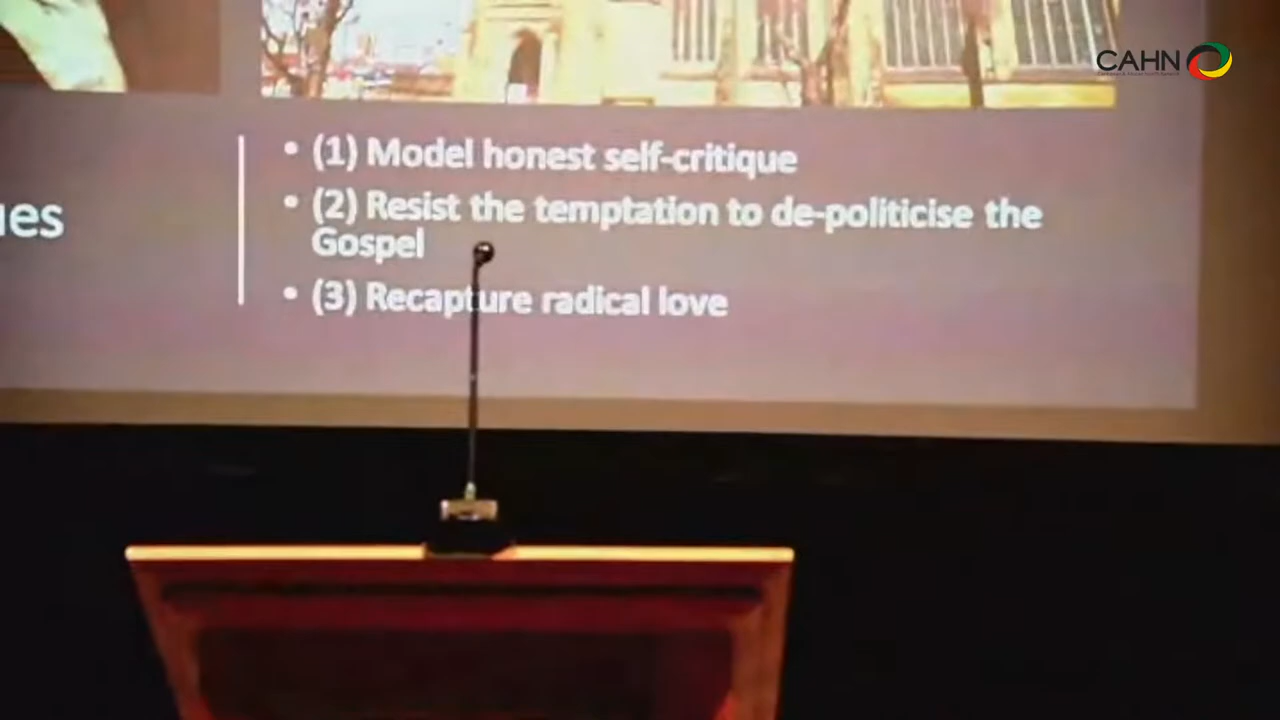 CAHN
• (1) Model honest self-critique
• (2) Resist the temptation to de-politicise the
Gospel
ues
• (3) Recapture radical love